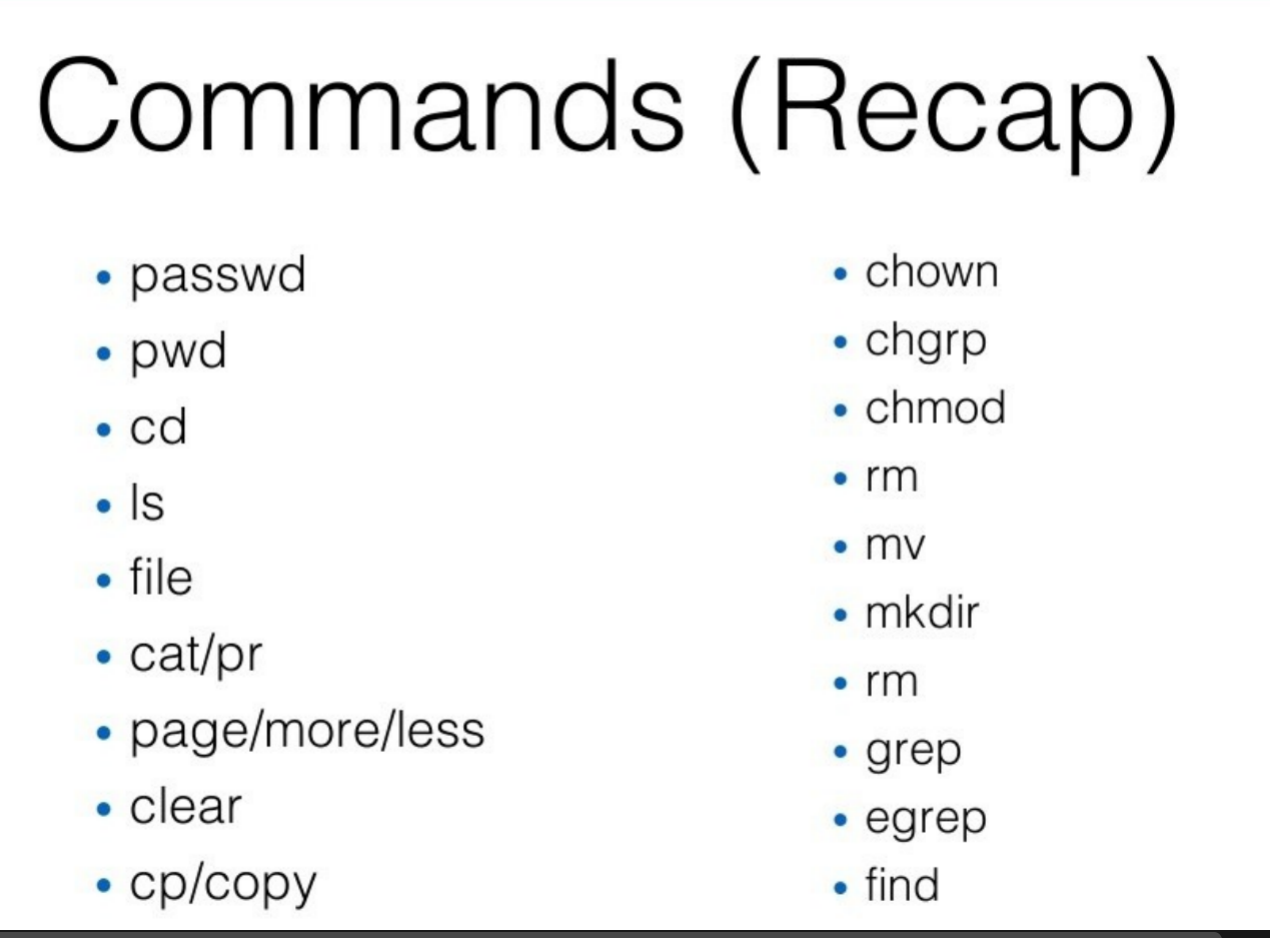 Commands (Recap)
• passwd
• pwd
• cd
• ls
• file
• cat/pr
• page/more/less
• clear
• cp/copy
• chown
• chgrp
• chmod
• rm
• mv
• mkdir
• rm
• grep
• egrep
• find